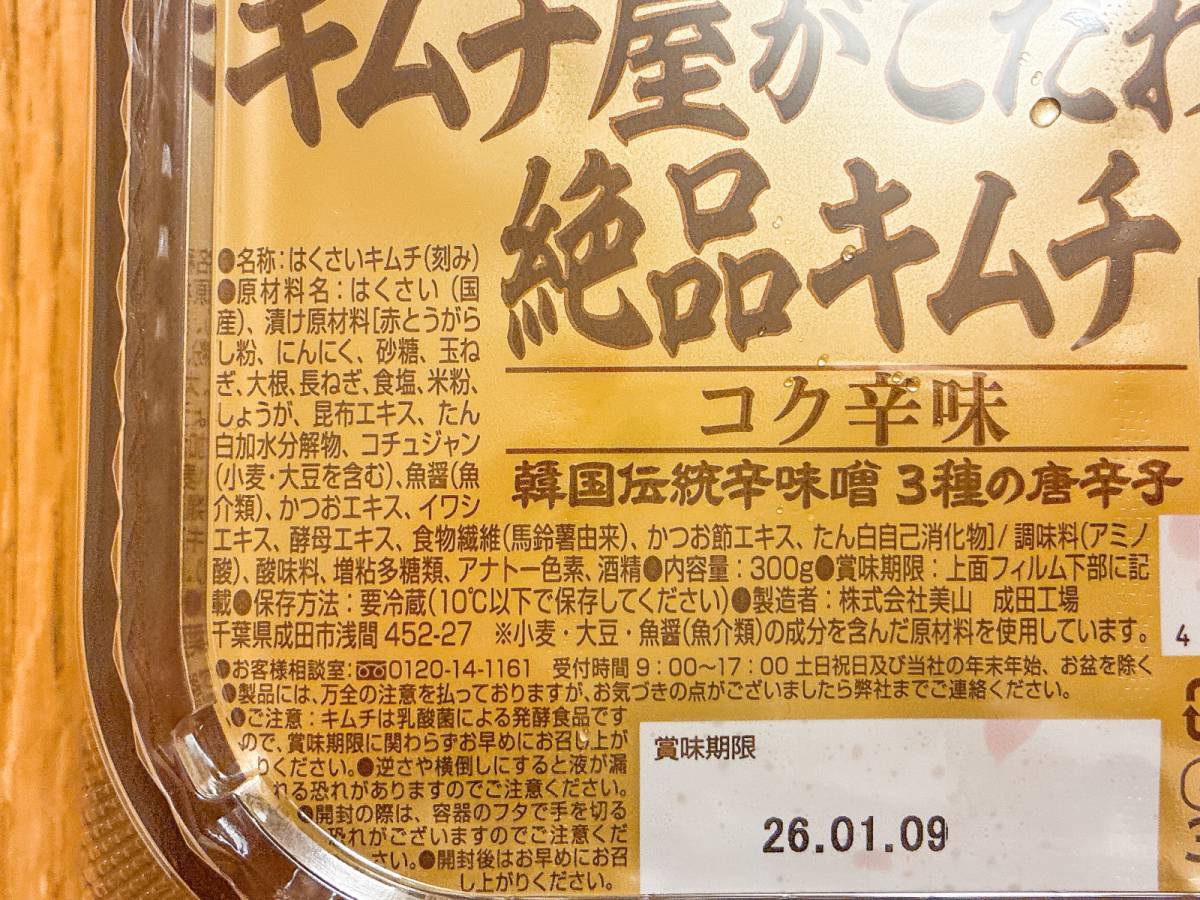 キムチ屋がこだわ
絶品キムチ
コク辛味
韓国伝統辛味噌 3種の唐辛子
●名称：はくさいキムチ(刻み)
●原材料名：はくさい（国
産)、漬け原材料[赤とうがら
し粉、にんにく、砂糖、玉ね
ぎ、大根、長ねぎ、食塩、米粉、
しょうが、昆布エキス、たん
白加水分解物、コチュジャン
(小麦・大豆を含む)、魚醤(魚
介類)、かつおエキス、イワシ
エキス、酵母エキス、食物繊維(馬鈴薯由来)、かつお節エキス、たん白自己消化物]/調味料(アミノ
酸)、酸味料、増粘多糖類、アナトー色素、酒精●内容量：300g●賞味期限：上面フィルム下部に記
載●保存方法：要冷蔵(10℃以下で保存してください)●製造者：株式会社美山　成田工場
千葉県成田市浅間 452-27　※小麦・大豆・魚醤(魚介類)の成分を含んだ原材料を使用しています。
●お客様相談室：0120-14-1161　受付時間 9：00〜17：00 土日祝日及び当社の年末年始、お盆を除く
●製品には、万全の注意を払っておりますが、お気づきの点がございましたら弊社までご連絡ください。
●ご注意：キムチは乳酸菌による発酵食品です
ので、賞味期限に関わらずお早めにお召し上が
りください。●逆さや横倒しにすると液が漏
れる恐れがありますのでご注意ください。
●開封の際は、容器のフタで手を切る
恐れがございますのでご注意くだ
さい。●開封後はお早めにお召
し上がりください。
賞味期限
26.01.09
4